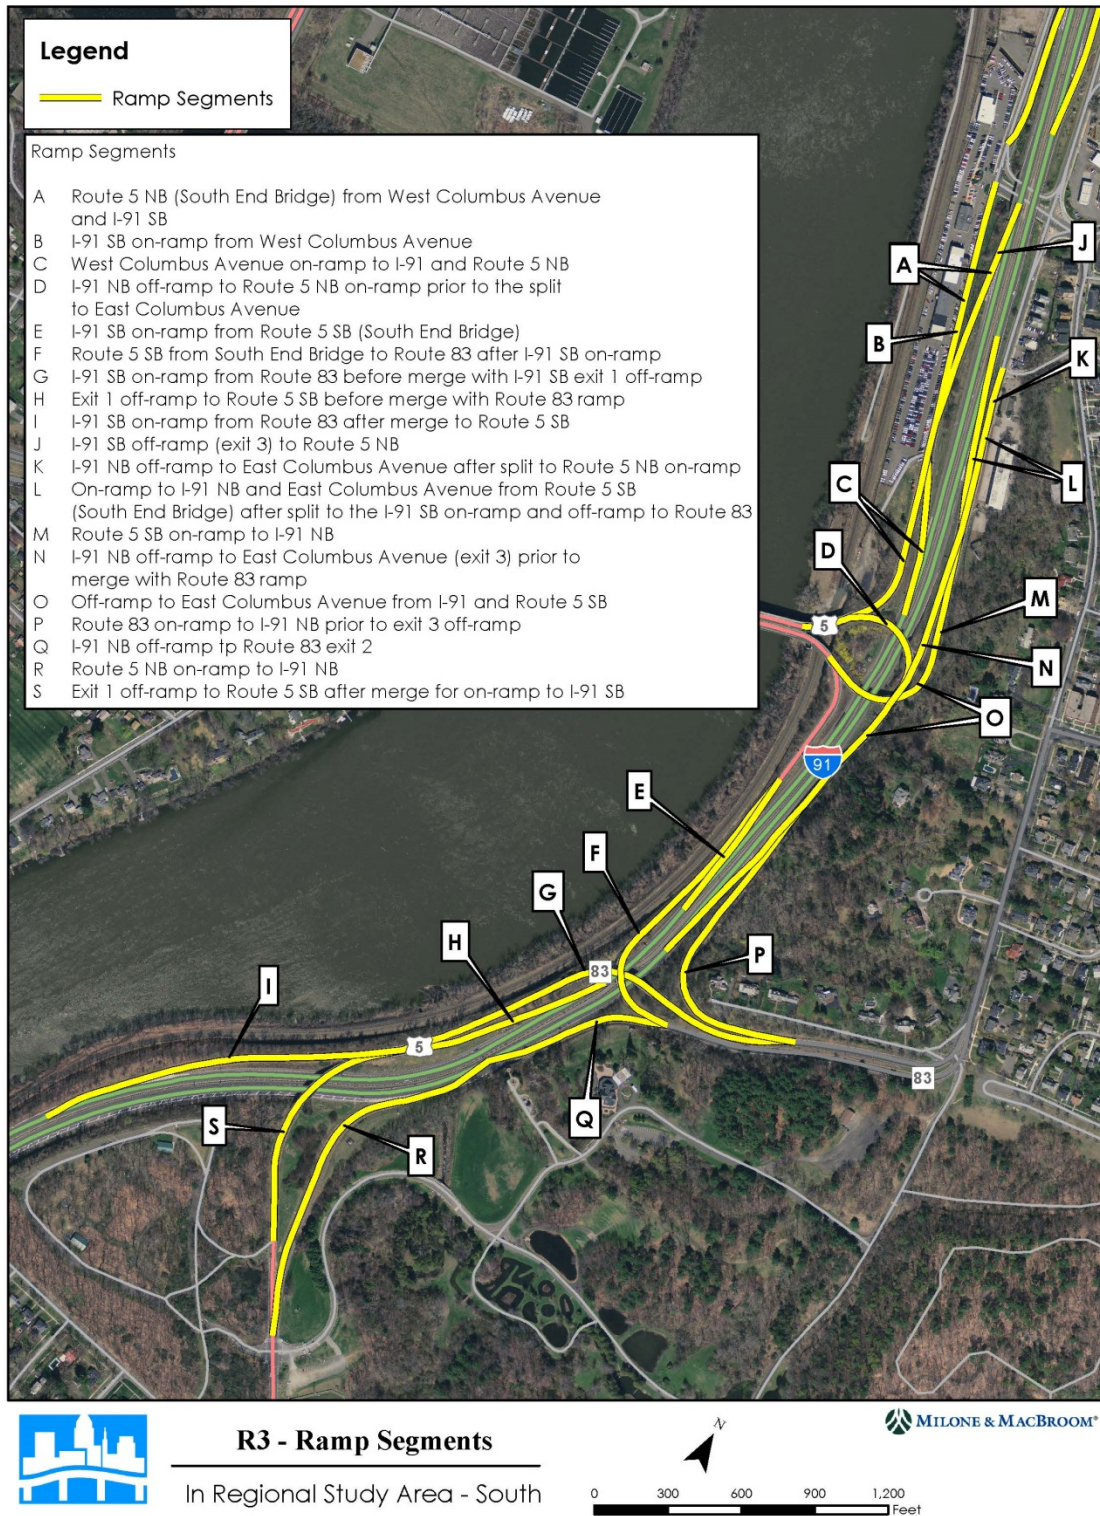 Legend
Ramp Segments
Ramp Segments
A Route 5 NB (South End Bridge) from West Columbus Avenue
and I-91 SB
B I-91 SB on-ramp from West Columbus Avenue
C West Columbus Avenue on-ramp to I-91 and Route 5 NB
D I-91 NB off-ramp to Route 5 NB on-ramp prior to the split
to East Columbus Avenue
E I-91 SB on-ramp from Route 5 SB (South End Bridge)
F Route 5 SB from South End Bridge to Route 83 after I-91 SB on-ramp
G I-91 SB on-ramp from Route 83 before merge with I-91 SB exit 1 off-ramp
H Exit 1 off-ramp to Route 5 SB before merge with Route 83 ramp
I I-91 SB on-ramp from Route 83 after merge to Route 5 SB
J I-91 SB off-ramp (exit 3) to Route 5 NB
K I-91 NB off-ramp to East Columbus Avenue after split to Route 5 NB on-ramp
L On-ramp to I-91 NB and East Columbus Avenue from Route 5 SB
(South End Bridge) after split to the I-91 SB on-ramp and off-ramp to Route 83
M Route 5 SB on-ramp to I-91 NB
N I-91 NB off-ramp to East Columbus Avenue (exit 3) prior to
merge with Route 83 ramp
O Off-ramp to East Columbus Avenue from I-91 and Route 5 SB
P Route 83 on-ramp to I-91 NB prior to exit 3 off-ramp
Q I-91 NB off-ramp tp Route 83 exit 2
R Route 5 NB on-ramp to I-91 NB
S Exit 1 off-ramp to Route 5 SB after merge for on-ramp to I-91 SB
J
A
B
K
L
C
D
M
5
N
O
91
E
F
G
H
P
83
I
5
83
S
Q
R
R3 - Ramp Segments
In Regional Study Area - South
N
0 300 600 900 1,200
Feet
MILONE & MACBROOM®